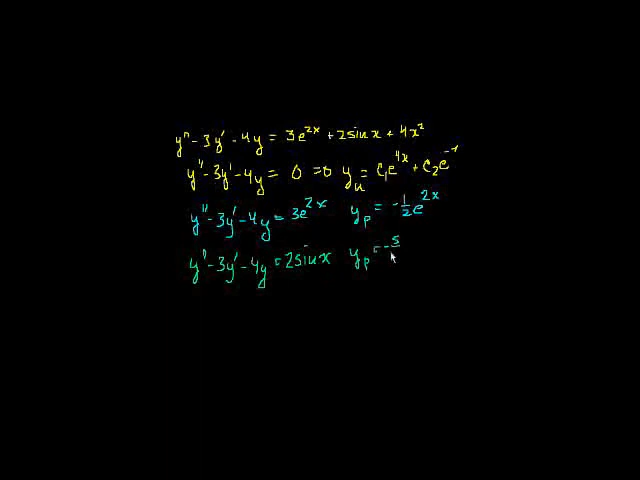 y" - 3y' - 4y = 3e^2x + 2sin x + 4x^2
y" - 3y' - 4y = 0 => y_h = C_1e^4x + C_2e^-x
y" - 3y' - 4y = 3e^2x y_p = -1/2 e^2x
y" - 3y' - 4y = 2sin x y_p = -5/